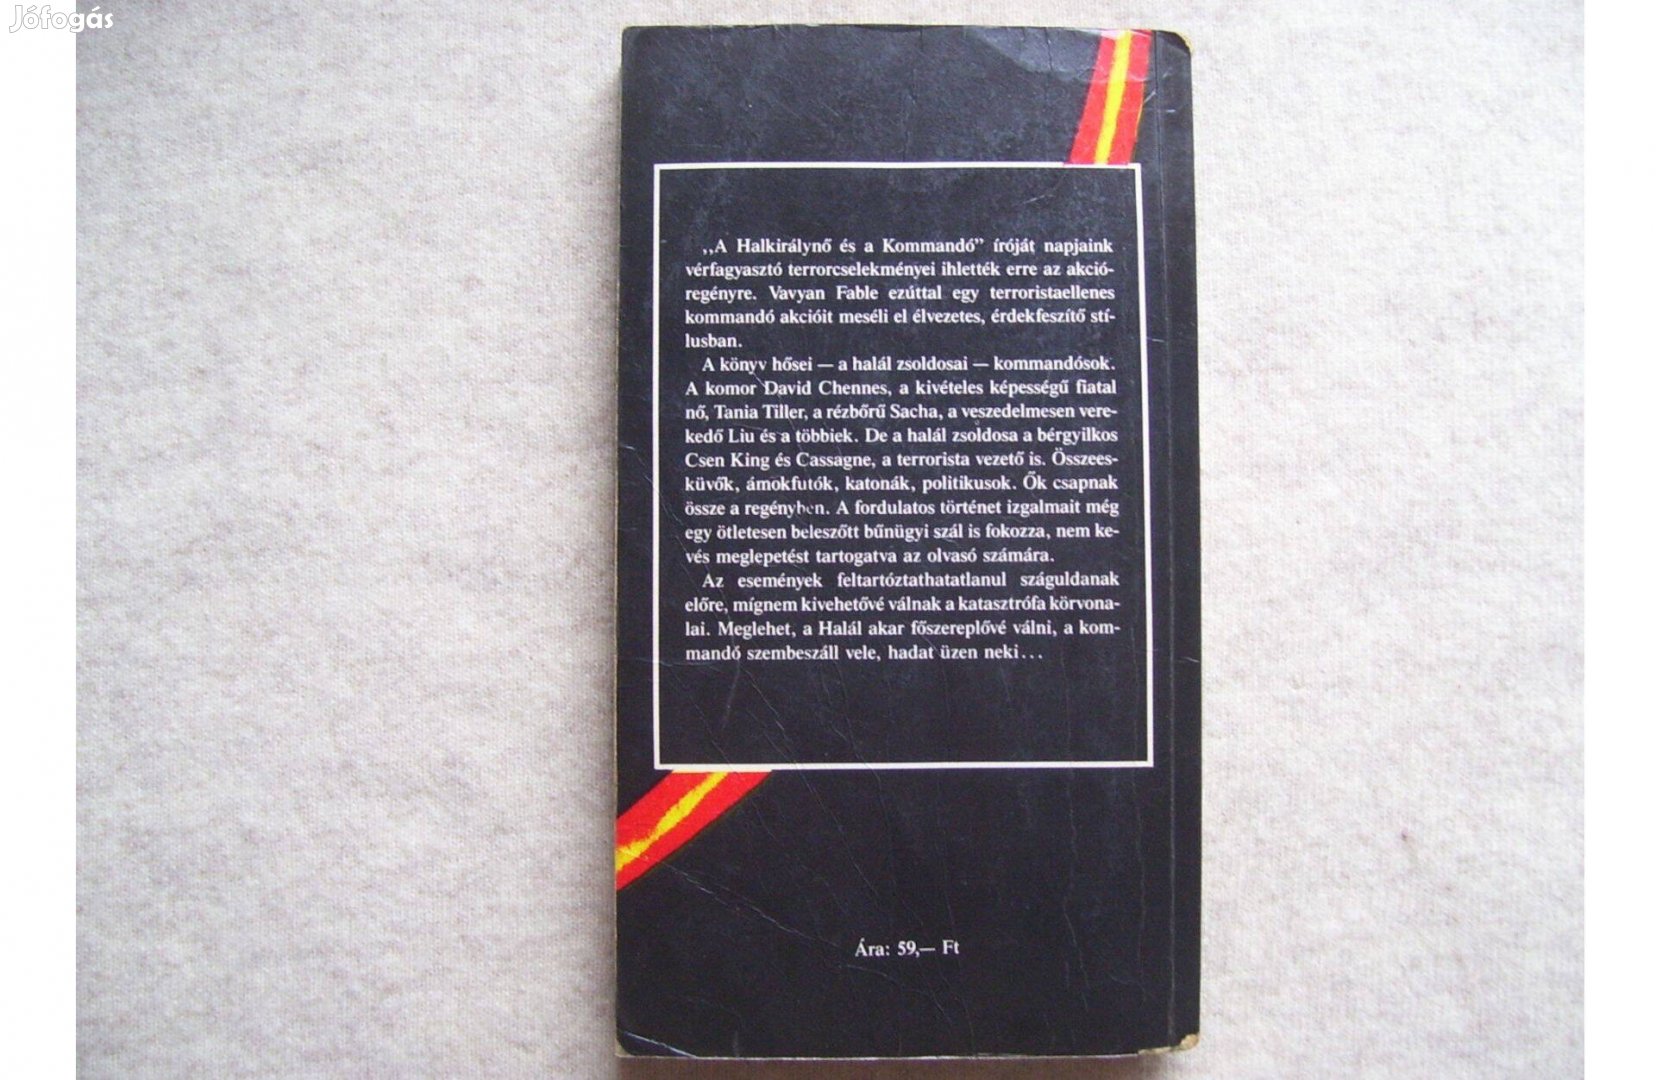 Jófogás
,,A Halkirálynő és a Kommandó” íróját napjaink
vérfagyasztó terrorcselekményei ihlették erre az akció-
regényre. Vavyan Fable ezúttal egy terroristaellenes
kommandó akcióit meséli el élvezetes, érdekfeszítő stí-
lusban.
A könyv hősei — a halál zsoldosai — kommandósok.
A komor David Chennes, a kivételes képességű fiatal
nő, Tania Tiller, a rézbőrű Sacha, a veszedelmesen vere-
kedő Liu és a többiek. De a halál zsoldosa a bérgyilkos
Csen King és Cassagne, a terrorista vezető is. Összees-
küvők, ámokfutók, katonák, politikusok. Ők csapnak
össze a regényben. A fordulatos történet izgalmait még
egy ötletesen beleszőtt bűnügyi szál is fokozza, nem ke-
vés meglepetést tartogatva az olvasó számára.
Az események feltartóztathatatlanul száguldanak
előre, mígnem kivehetővé válnak a katasztrófa körvona-
lai. Meglehet, a Halál akar főszereplővé válni, a kom-
mandó szembeszáll vele, hadat üzen neki...
Ára: 59,— Ft